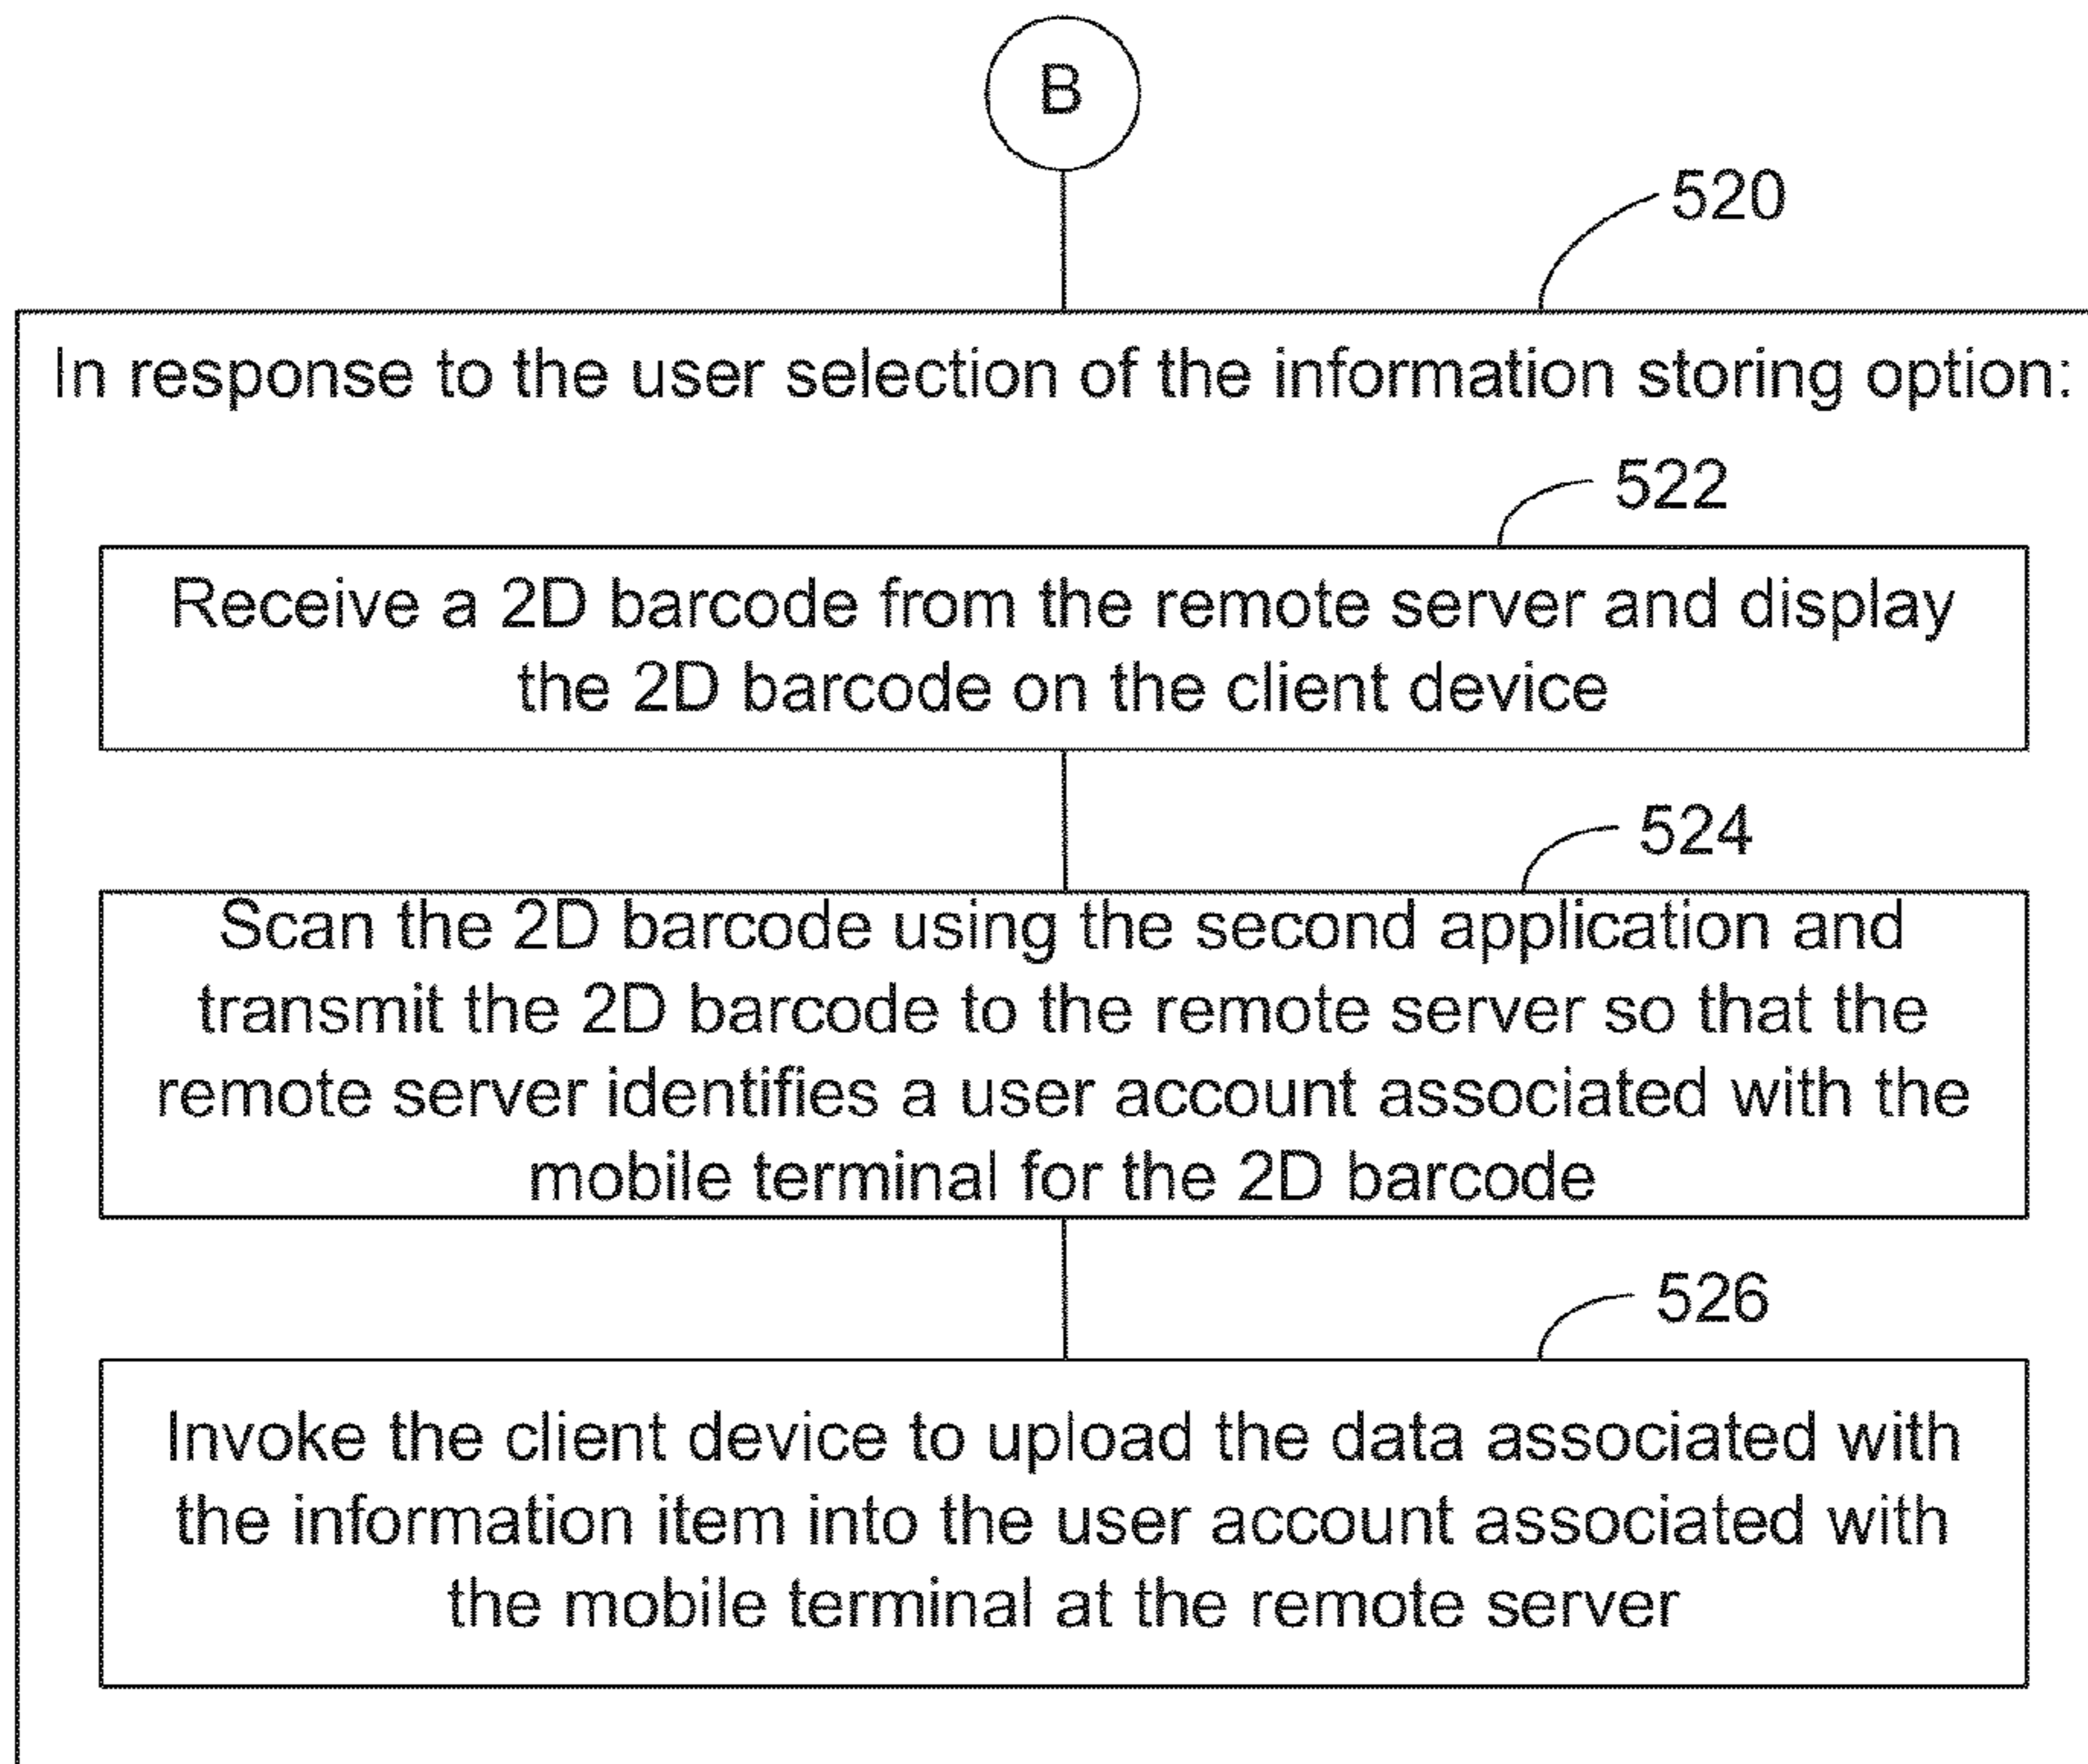 B
520
In response to the user selection of the information storing option:
522
Receive a 2D barcode from the remote server and display
the 2D barcode on the client device
524
Scan the 2D barcode using the second application and
transmit the 2D barcode to the remote server so that the
remote server identifies a user account associated with the
mobile terminal for the 2D barcode
526
Invoke the client device to upload the data associated with
the information item into the user account associated with
the mobile terminal at the remote server